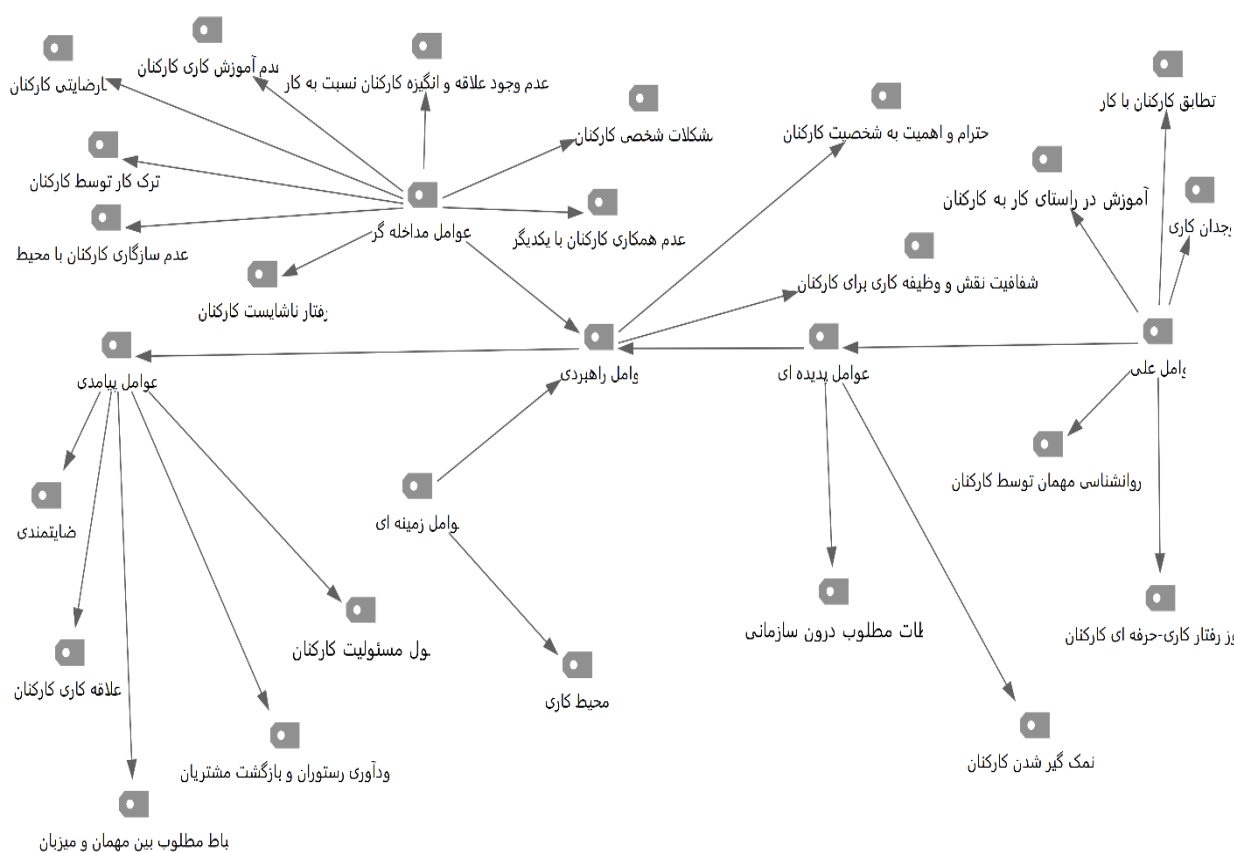 عدم آموزش کاری کارکنان
عدم وجود علاقه و انگیزه کارکنان نسبت به کار
ارضایتی کارکنان
تطابق کارکنان با کار
شکلات شخصی کارکنان
حترام و اهمیت به شخصیت کارکنان
ترک کار توسط کارکنان
آموزش در راستای کار به کارکنان
وجدان کاری
عوامل مداخله گر
عدم همکاری کارکنان با یکدیگر
عدم سازگاری کارکنان با محیط
شفافیت نقش و وظیفه کاری برای کارکنان
رفتار ناشایست کارکنان
وامل علی
عوامل پدیده ای
وامل راهبردی
عوامل پیامدی
روانشناسی مهمان توسط کارکنان
وامل زمینه ای
ضایتمندی
وز رفتار کاری-حرفه ای کارکنان
طات مطلوب درون سازمانی
ول مسئولیت کارکنان
علاقه کاری کارکنان
محیط کاری
نمک گیر شدن کارکنان
ودآوری رستوران و بازگشت مشتریان
باط مطلوب بین مهمان و میزبان